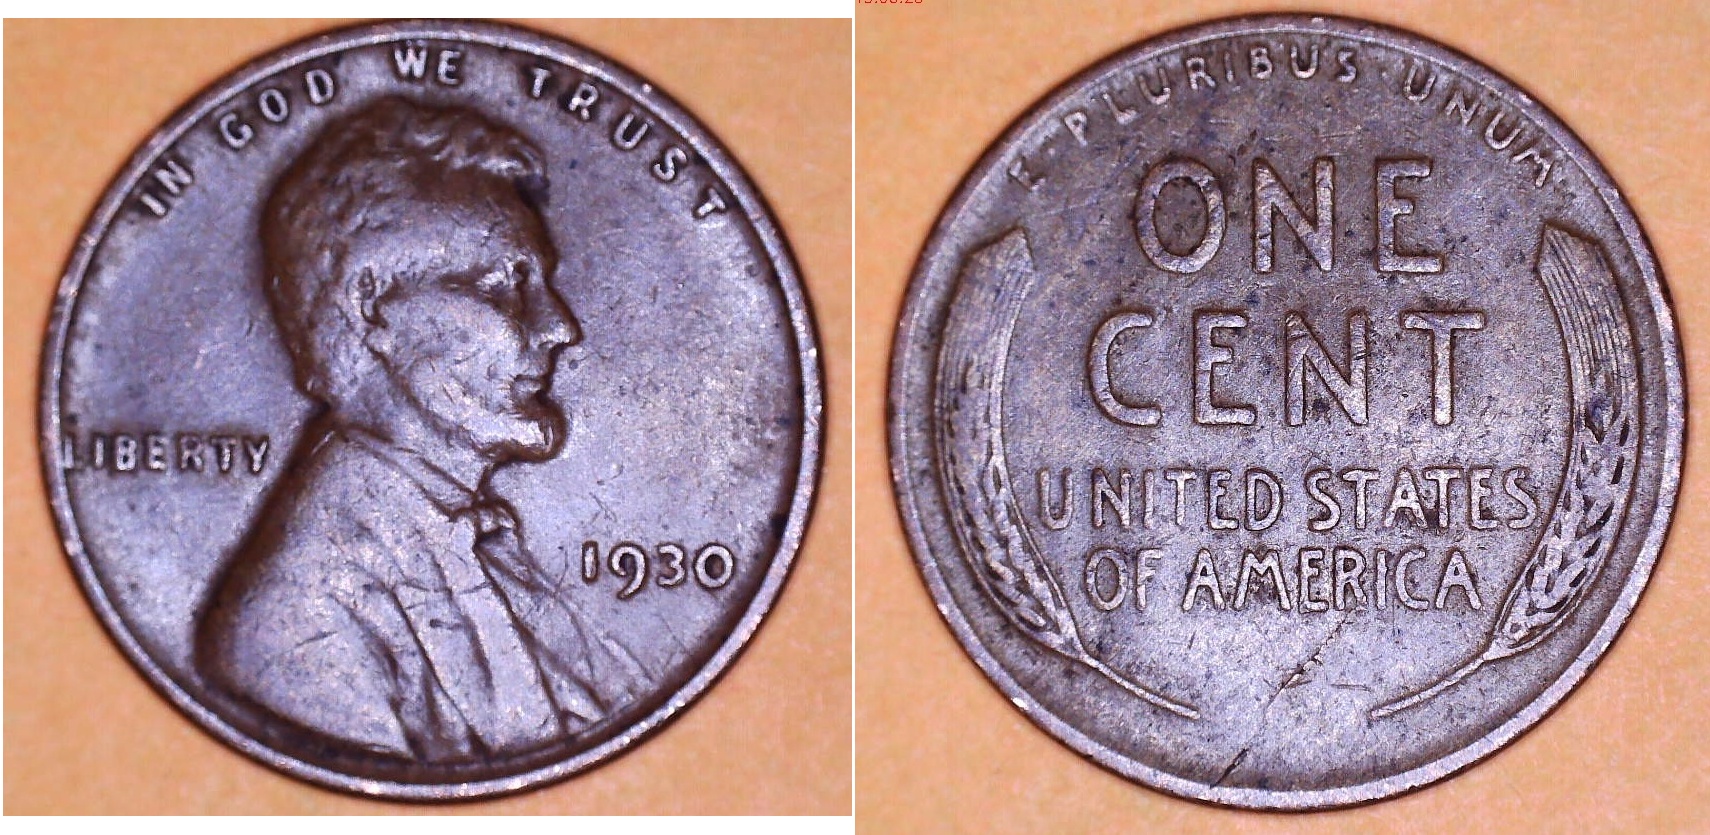 IN GOD WE TRUST
LIBERTY
1930
E · PLURIBUS · UNUM
ONE
CENT
UNITED STATES
OF AMERICA